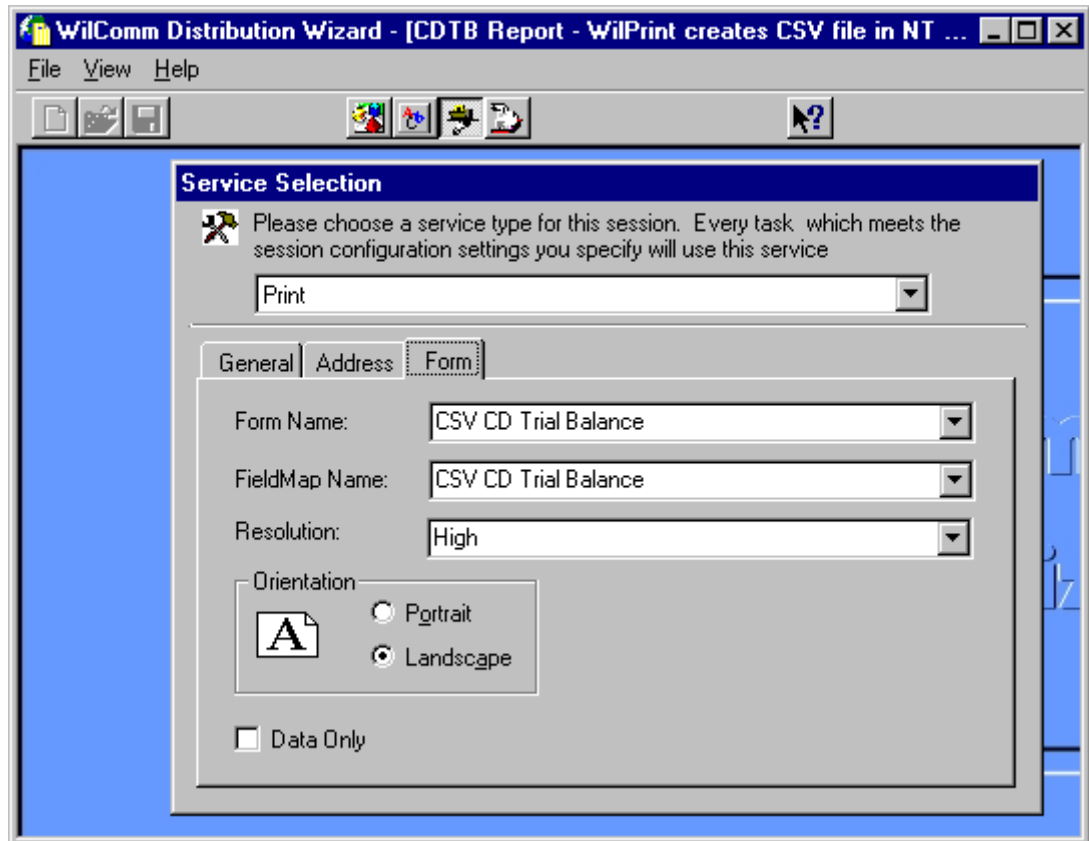 WilComm Distribution Wizard - [CDTB Report - WilPrint creates CSV file in NT ...
File View Help
Service Selection
Please choose a service type for this session. Every task which meets the
session configuration settings you specify will use this service
Print
General Address Form
Form Name: CSV CD Trial Balance
FieldMap Name: CSV CD Trial Balance
Resolution: High
Orientation
A
Portrait
Landscape
Data Only